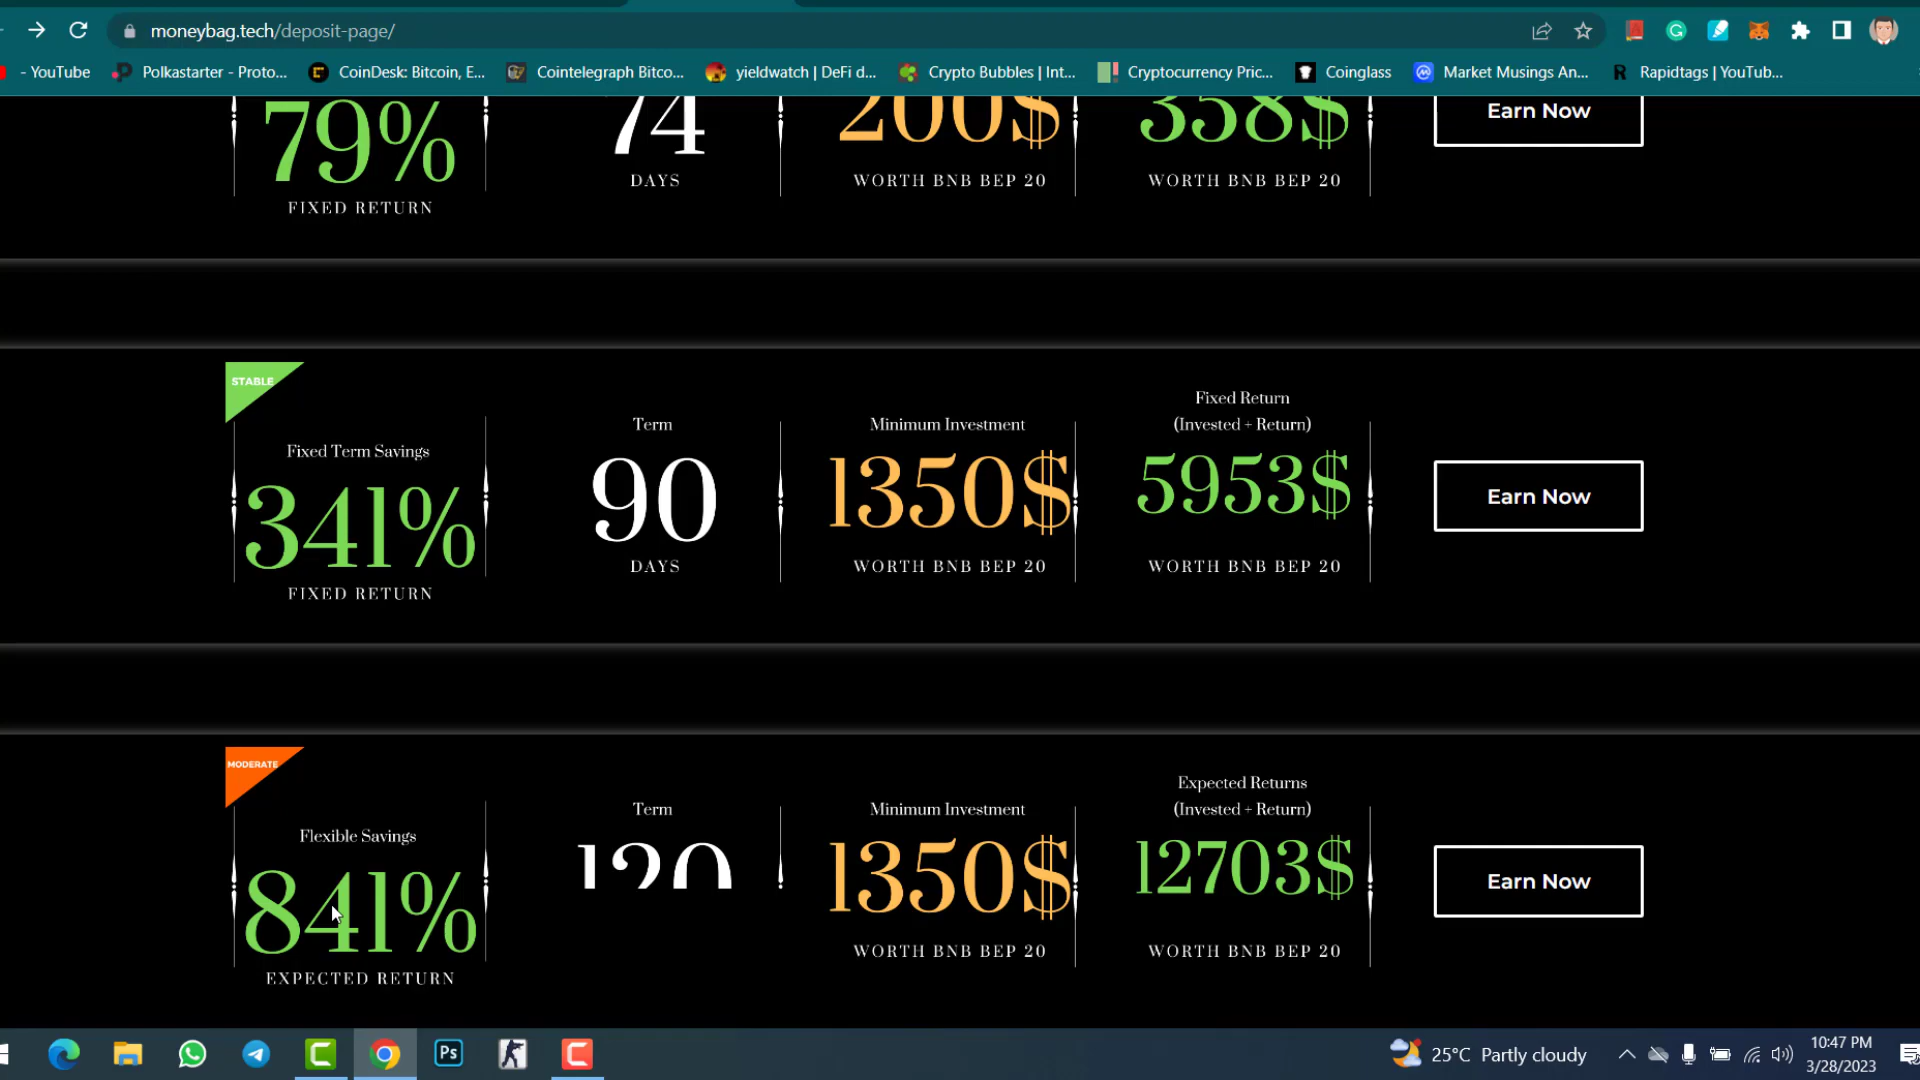 moneybag.tech/deposit-page/
- YouTube
Polkastarter - Proto...
CoinDesk: Bitcoin, E...
Cointelegraph Bitco...
yieldwatch | DeFi d...
Crypto Bubbles | Int...
Cryptocurrency Pric...
Coinglass
Market Musings An...
Rapidtags | YouTub...
79%
FIXED RETURN
74
DAYS
200$
WORTH BNB BEP 20
358$
WORTH BNB BEP 20
Earn Now
STABLE
Fixed Term Savings
341%
FIXED RETURN
Term
90
DAYS
Minimum Investment
1350$
WORTH BNB BEP 20
Fixed Return
(Invested + Return)
5953$
WORTH BNB BEP 20
Earn Now
MODERATE
Flexible Savings
841%
EXPECTED RETURN
Term
120
Minimum Investment
1350$
WORTH BNB BEP 20
Expected Returns
(Invested + Return)
12703$
WORTH BNB BEP 20
Earn Now
Ps
25°C Partly cloudy
10:47 PM
3/28/2023